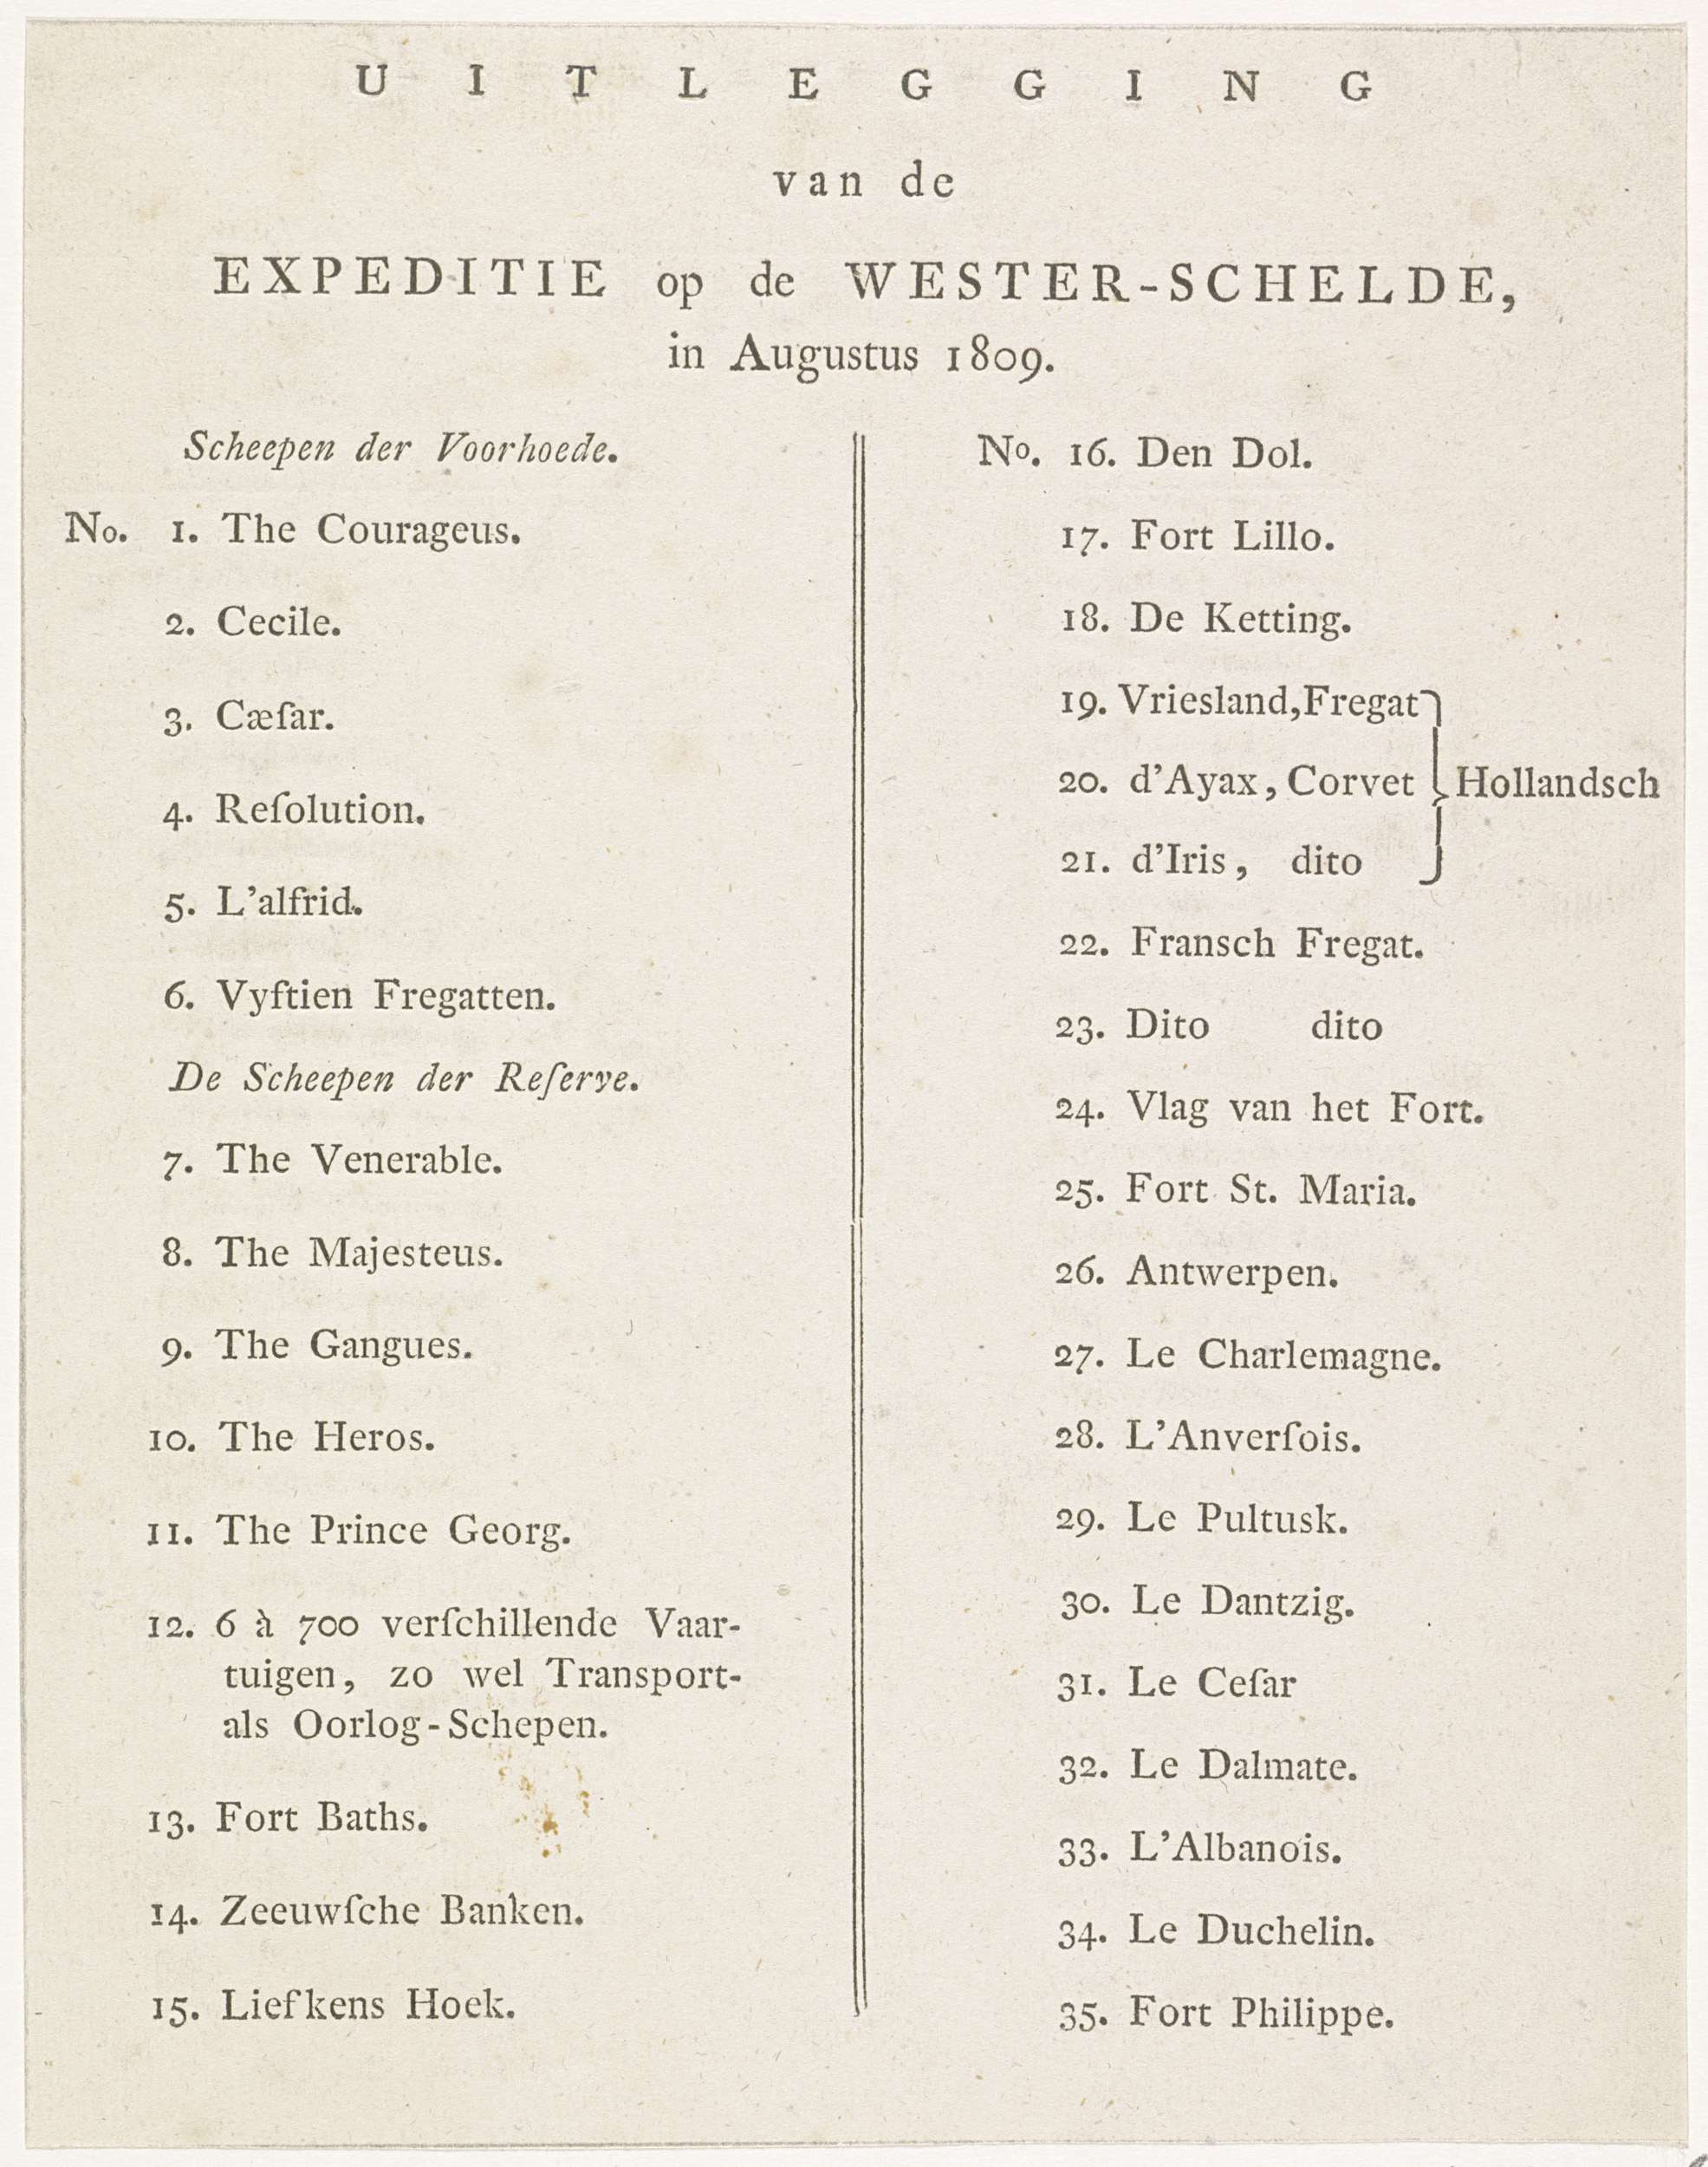 UITLEGGING
van de
EXPEDITIE op de WESTER-SCHELDE,
in Augustus 1809.
Scheepen der Voorhoede.
No. 1. The Courageus.
2. Cecile.
3. Cæſar.
4. Reſolution.
5. L'alfrid.
6. Vyftien Fregatten.
De Scheepen der Reſerve.
7. The Venerable.
8. The Majesteus.
9. The Gangues.
10. The Heros.
11. The Prince Georg.
12. 6 à 700 verſchillende Vaar-
tuigen, zo wel Transport-
als Oorlog-Schepen.
13. Fort Baths.
14. Zeeuwſche Banken.
15. Liefkens Hoek.
No. 16. Den Dol.
17. Fort Lillo.
18. De Ketting.
19. Vriesland, Fregat
20. d'Ayax, Corvet } Hollandsch
21. d'Iris, dito
22. Fransch Fregat.
23. Dito dito
24. Vlag van het Fort.
25. Fort St. Maria.
26. Antwerpen.
27. Le Charlemagne.
28. L'Anverſois.
29. Le Pultusk.
30. Le Dantzig.
31. Le Ceſar
32. Le Dalmate.
33. L'Albanois.
34. Le Duchelin.
35. Fort Philippe.